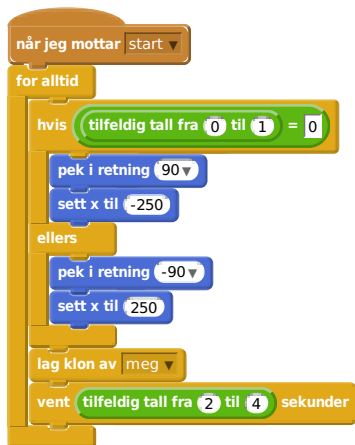 når jeg mottar start
for alltid
hvis tilfeldig tall fra 0 til 1 = 0
pek i retning 90
sett x til -250
ellers
pek i retning -90
sett x til 250
lag klon av meg
vent tilfeldig tall fra 2 til 4 sekunder